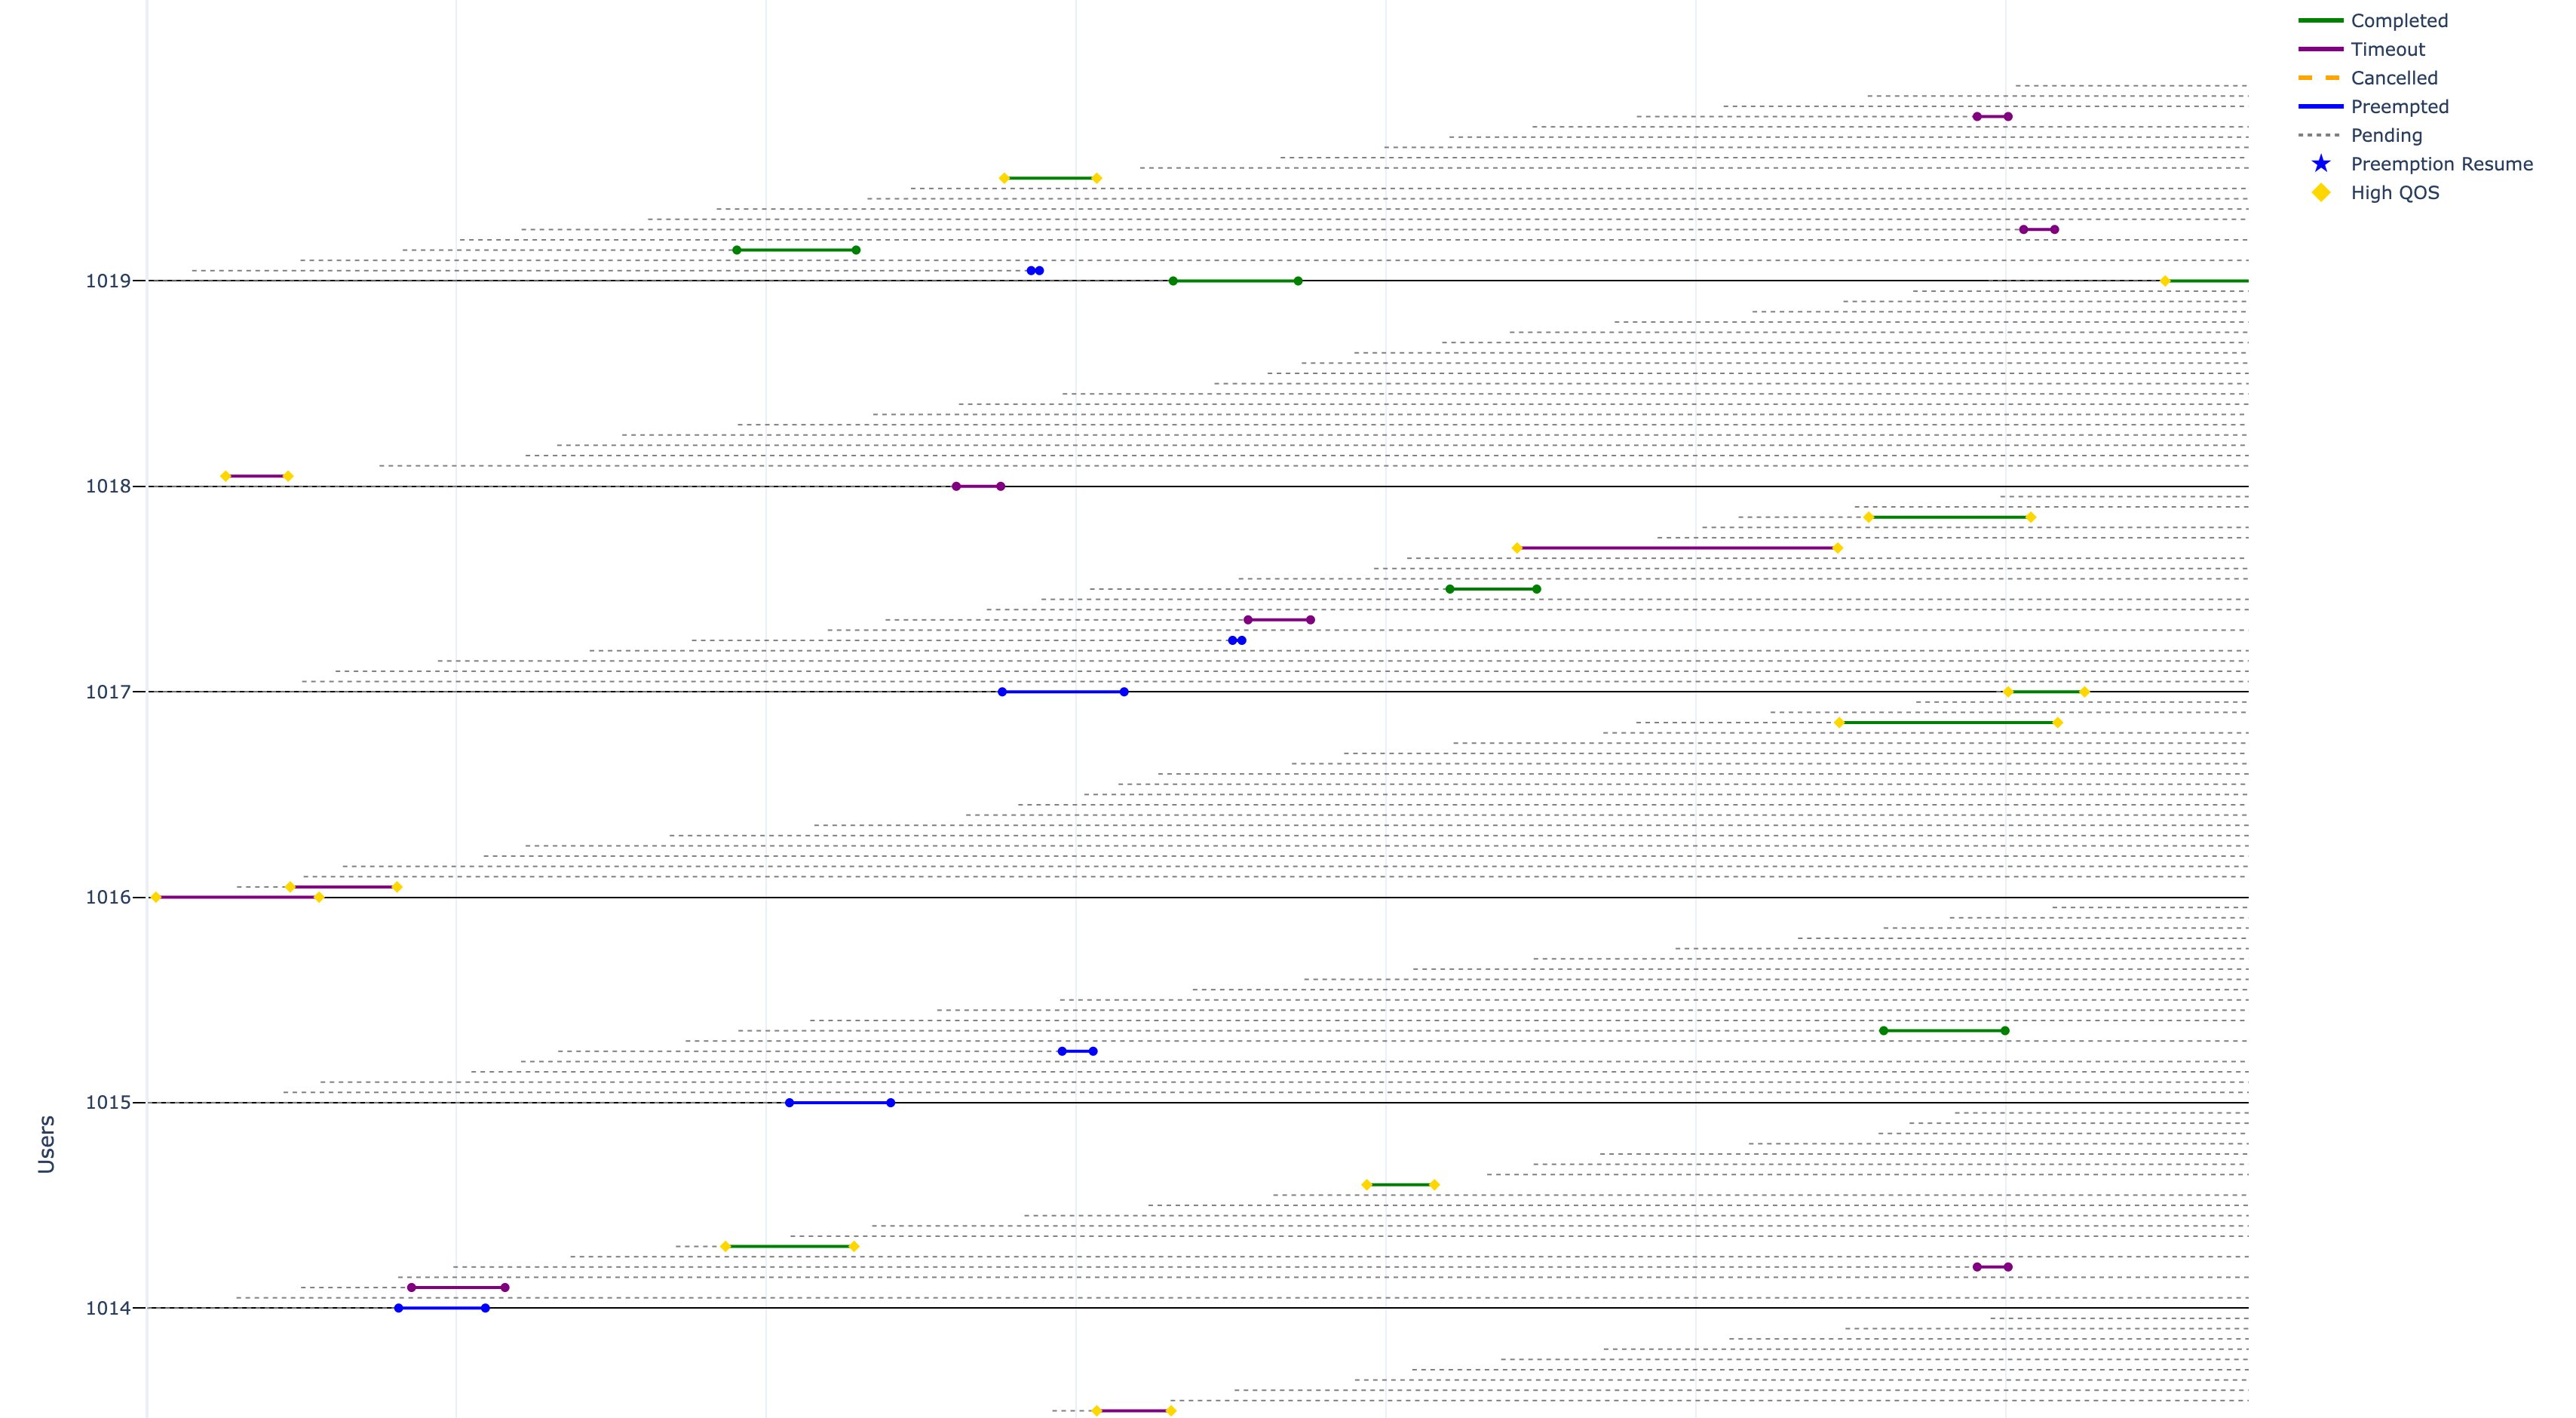 Completed
Timeout
Cancelled
Preempted
Pending
Preemption Resume
High QOS
1019
1018
1017
1016
1015
1014
Users